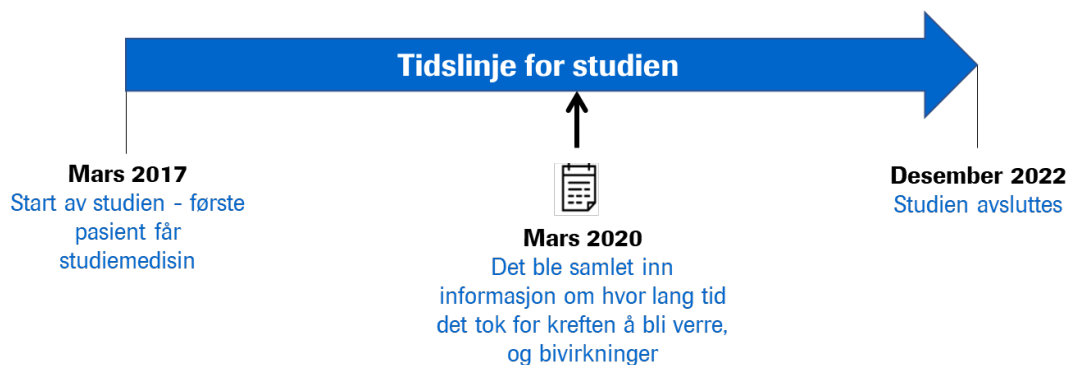 Tidslinje for studien
Mars 2017
Start av studien - første
pasient får
studiemedisin
Mars 2020
Det ble samlet inn
informasjon om hvor lang tid
det tok for kreften å bli verre,
og bivirkninger
Desember 2022
Studien avsluttes